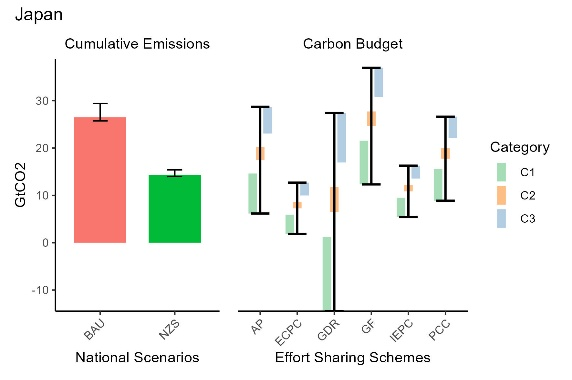 Japan
Cumulative Emissions
Carbon Budget
GtCO2
30
20
10
0
-10
BAU
NZS
AP
ECPC
GDR
GF
IEPC
PCC
National Scenarios
Effort Sharing Schemes
Category
C1
C2
C3